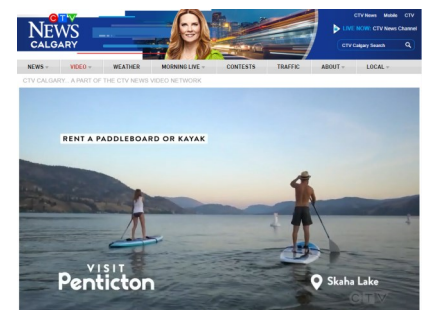 CTV
NEWS
CALGARY
CTV News Mobile CTV
LIVE NOW: CTV News Channel
CTV Calgary Search
NEWS VIDEO WEATHER MORNING LIVE CONTESTS TRAFFIC ABOUT LOCAL
CTV CALGARY... A PART OF THE CTV NEWS VIDEO NETWORK
RENT A PADDLEBOARD OR KAYAK
VISIT
Penticton
Skaha Lake
CTV